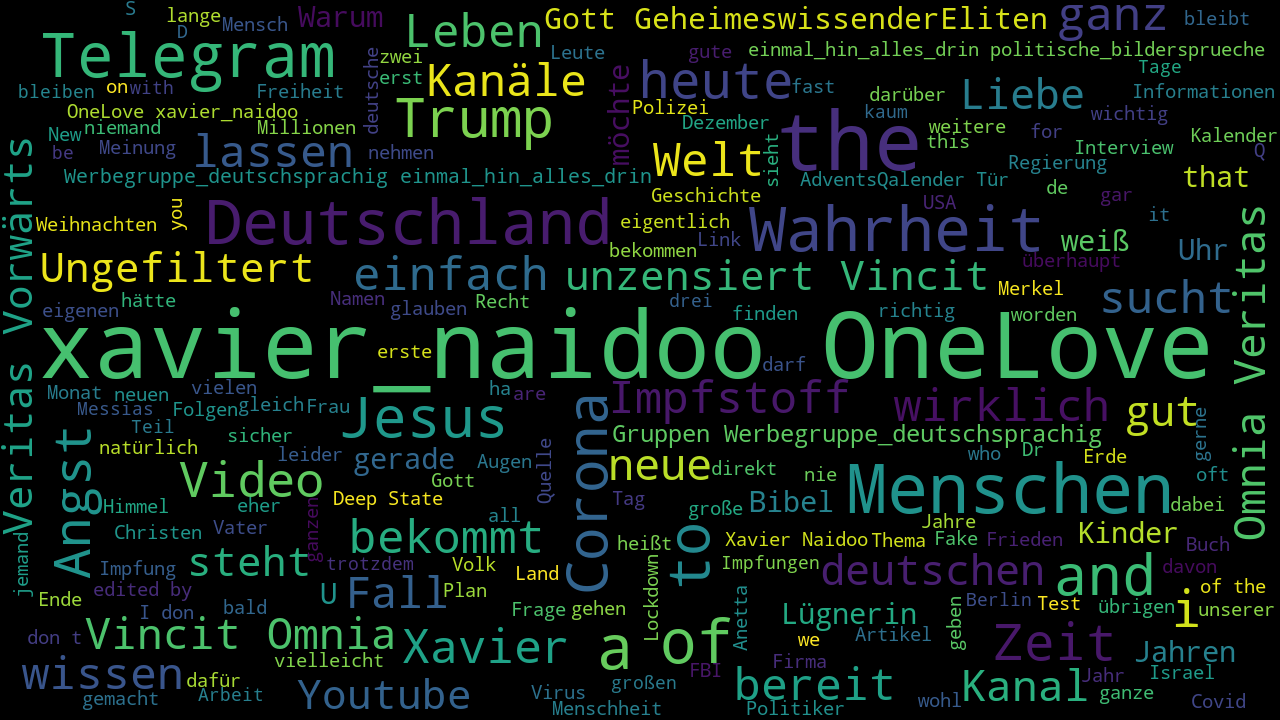 S
lange
D
Mensch
Warum
Leben
Gott GeheimeswissenderEliten
ganz
bleibt
Telegram
zwei
erst
deutsche
Kanäle
Leute
gute
einmal_hin_alles_drin politische_bildersprueche
Tage
bleiben
on
with
Freiheit
möchte
heute
fast
darüber
kaum
Liebe
Informationen
wichtig
OneLove xavier_naidoo
Trump
Polizei
Dezember
the
weitere
this
for
Interview
Kalender
New
niemand
Millionen
be
Meinung
lassen
nehmen
Welt
sieht
Regierung
Q
Werbegruppe_deutschsprachig einmal_hin_alles_drin
AdventsQalender Tür
de
gar
that
Geschichte
USA
Veritas Vorwärts
Weihnachten
you
Deutschland
eigentlich
Link
bekommen
Wahrheit
weiß
it
Uhr
überhaupt
Omnia Veritas
Ungefiltert
einfach
unzensiert Vincit
Merkel
sucht
eigenen
hätte
Namen
glauben
Recht
drei
finden
richtig
worden
xavier_naidoo OneLove
erste
darf
Monat
neuen
vielen
ha
are
Messias
Folgen
gleich
Frau
Teil
Jesus
Corona
Impfstoff
wirklich
gut
gerne
natürlich
sicher
leider
Angst
gerade
Augen
Quelle
Gruppen Werbegruppe_deutschsprachig
who
Dr
Erde
Video
Gott
neue
direkt
nie
Menschen
oft
Himmel
eher
Deep State
Tag
große
Bibel
dabei
Christen
Vater
ganzen
all
bekommt
to
heißt
Xavier Naidoo
Thema
Jahre
Fake
Frieden
Kinder
Buch
jemand
Impfung
steht
trotzdem
Volk
Land
Impfungen
deutschen
and
davon
Ende
edited by
I don
bald
U
Fall
Plan
Frage
gehen
Lockdown
Anetta
Lügnerin
geben
Berlin
Test
übrigen
i
of the
unserer
don t
Vincit Omnia
vielleicht
Xavier
a
of
we
Artikel
Zeit
Jahren
wissen
dafür
gemacht
Arbeit
Youtube
Virus
großen
FBI
Firma
Menschheit
bereit
Politiker
wohl
Kanal
Jahr
ganze
Israel
Covid